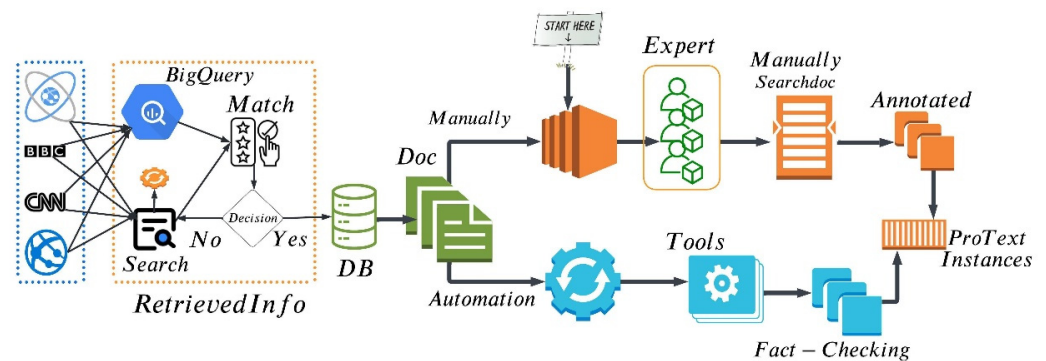 START HERE
Expert
Manually
Searchdoc
Annotated
BigQuery
Match
Manually
Doc
BBC
CNN
Decision
No
Yes
Search
DB
RetrievedInfo
Automation
Tools
ProText
Instances
Fact - Checking